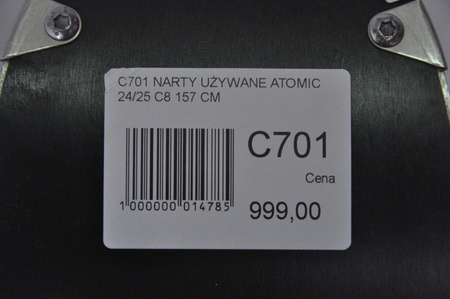 C701 NARTY UŻYWANE ATOMIC
24/25 C8 157 CM
C701
Cena
999,00
1 000000 014785